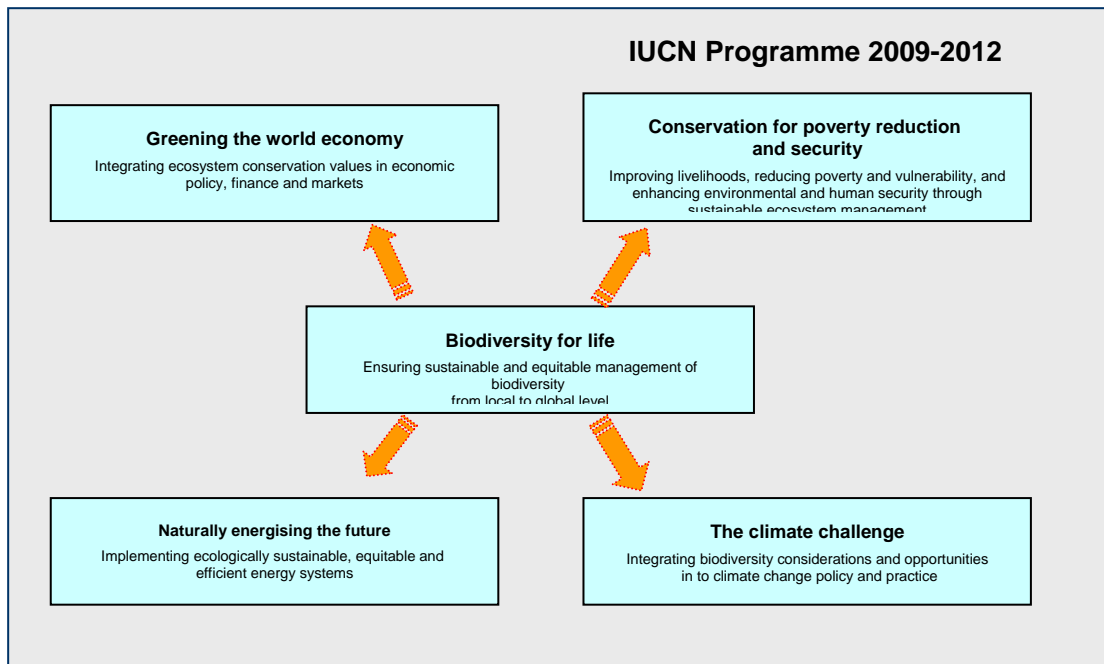 IUCN Programme 2009-2012
Greening the world economy
Integrating ecosystem conservation values in economic
policy, finance and markets
Conservation for poverty reduction
and security
Improving livelihoods, reducing poverty and vulnerability, and
enhancing environmental and human security through
sustainable ecosystem management
Biodiversity for life
Ensuring sustainable and equitable management of
biodiversity
from local to global level
Naturally energising the future
Implementing ecologically sustainable, equitable and
efficient energy systems
The climate challenge
Integrating biodiversity considerations and opportunities
in to climate change policy and practice